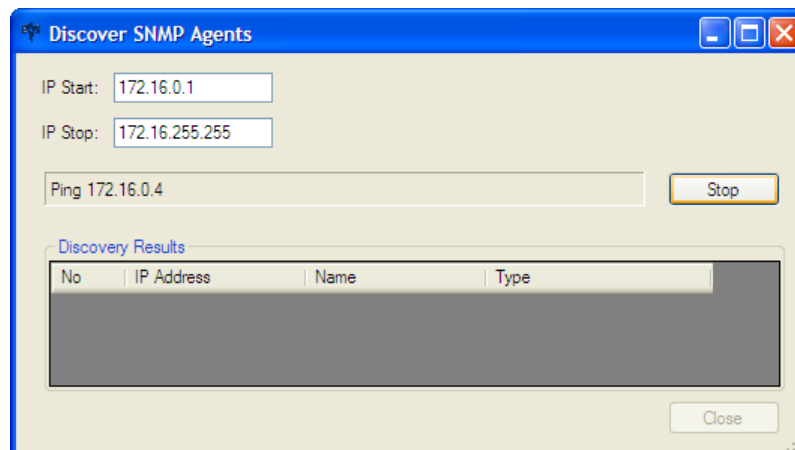 Discover SNMP Agents
IP Start: 172.16.0.1
IP Stop: 172.16.255.255
Ping 172.16.0.4 Stop
Discovery Results
No IP Address Name Type
Close